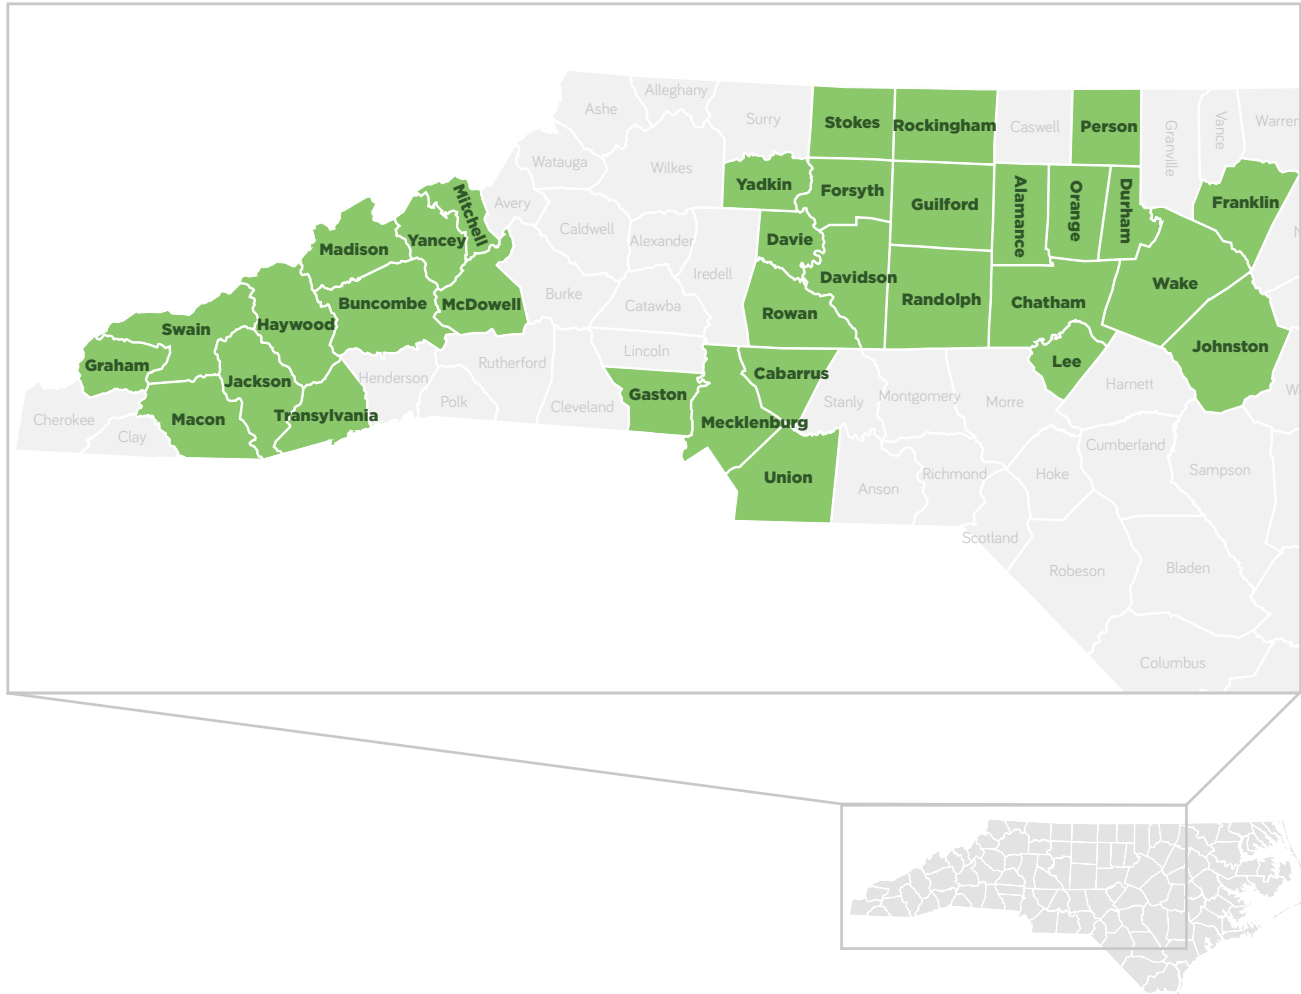 Alleghany
Ashe
Surry
Stokes
Rockingham
Caswell
Person
Granville
Vance
Warren
Watauga
Wilkes
Yadkin
Forsyth
Guilford
Alamance
Orange
Durham
Franklin
Mitchell
Avery
Caldwell
Alexander
Iredell
Davie
Davidson
Randolph
Chatham
Wake
N
Madison
Yancey
Burke
Catawba
Rowan
Buncombe
McDowell
Swain
Haywood
Graham
Jackson
Macon
Transylvania
Henderson
Rutherford
Polk
Cleveland
Lincoln
Gaston
Cabarrus
Mecklenburg
Stanly
Montgomery
Morre
Lee
Harnett
Johnston
W
Cherokee
Clay
Union
Anson
Richmond
Hoke
Cumberland
Sampson
Scotland
Robeson
Bladen
Columbus